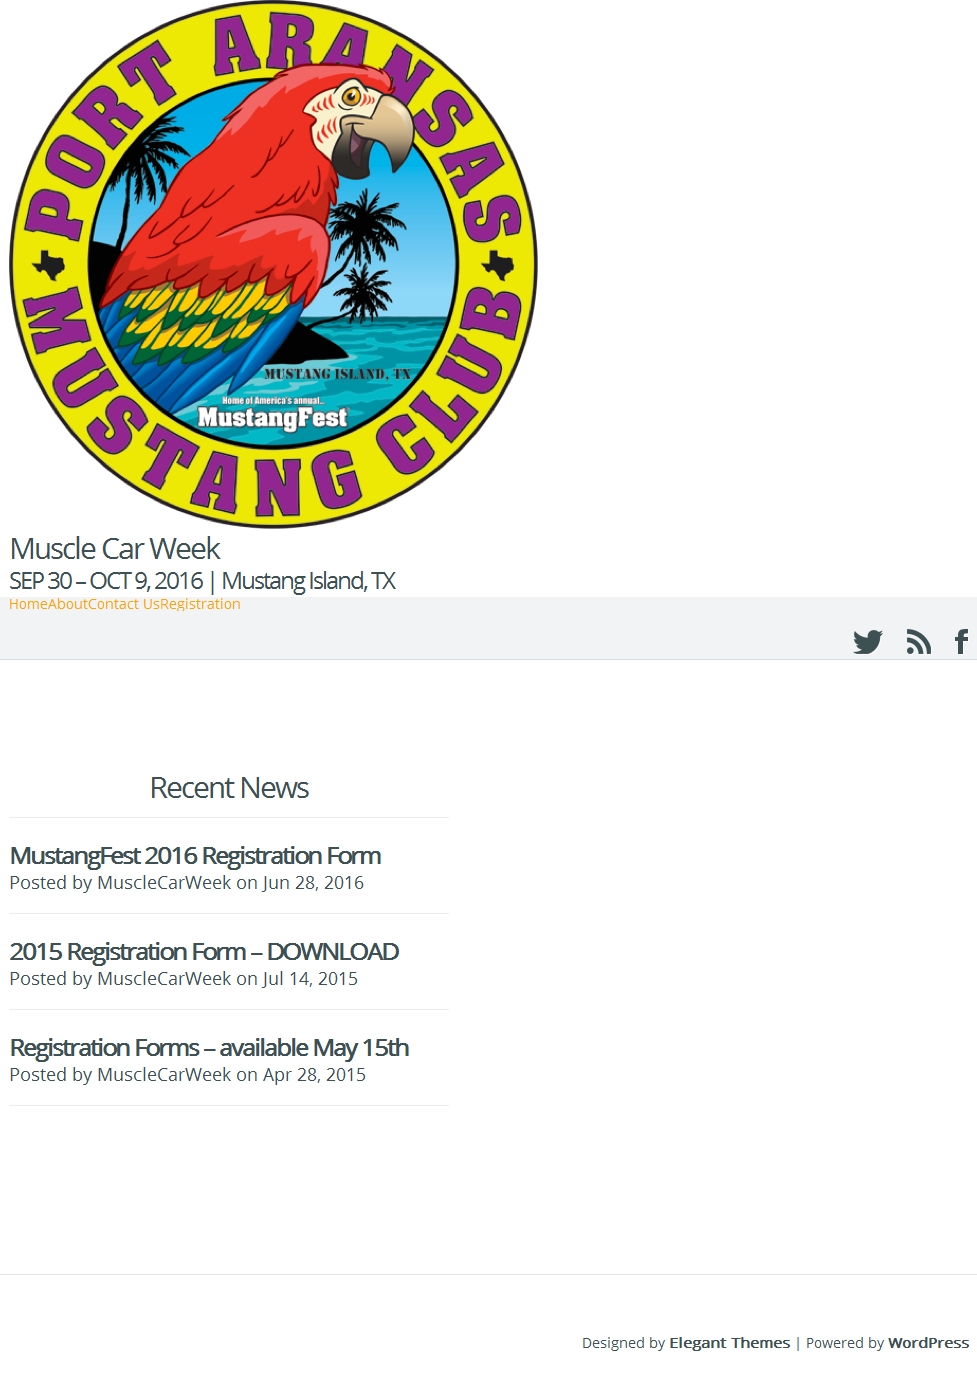 PORT ARANSAS
MUSTANG CLUB
MUSTANG ISLAND, TX
Home of America's annual...
MustangFest
Muscle Car Week
SEP 30 – OCT 9, 2016 | Mustang Island, TX
HomeAboutContact UsRegistration
Recent News
MustangFest 2016 Registration Form
Posted by MuscleCarWeek on Jun 28, 2016
2015 Registration Form – DOWNLOAD
Posted by MuscleCarWeek on Jul 14, 2015
Registration Forms – available May 15th
Posted by MuscleCarWeek on Apr 28, 2015
Designed by Elegant Themes | Powered by WordPress